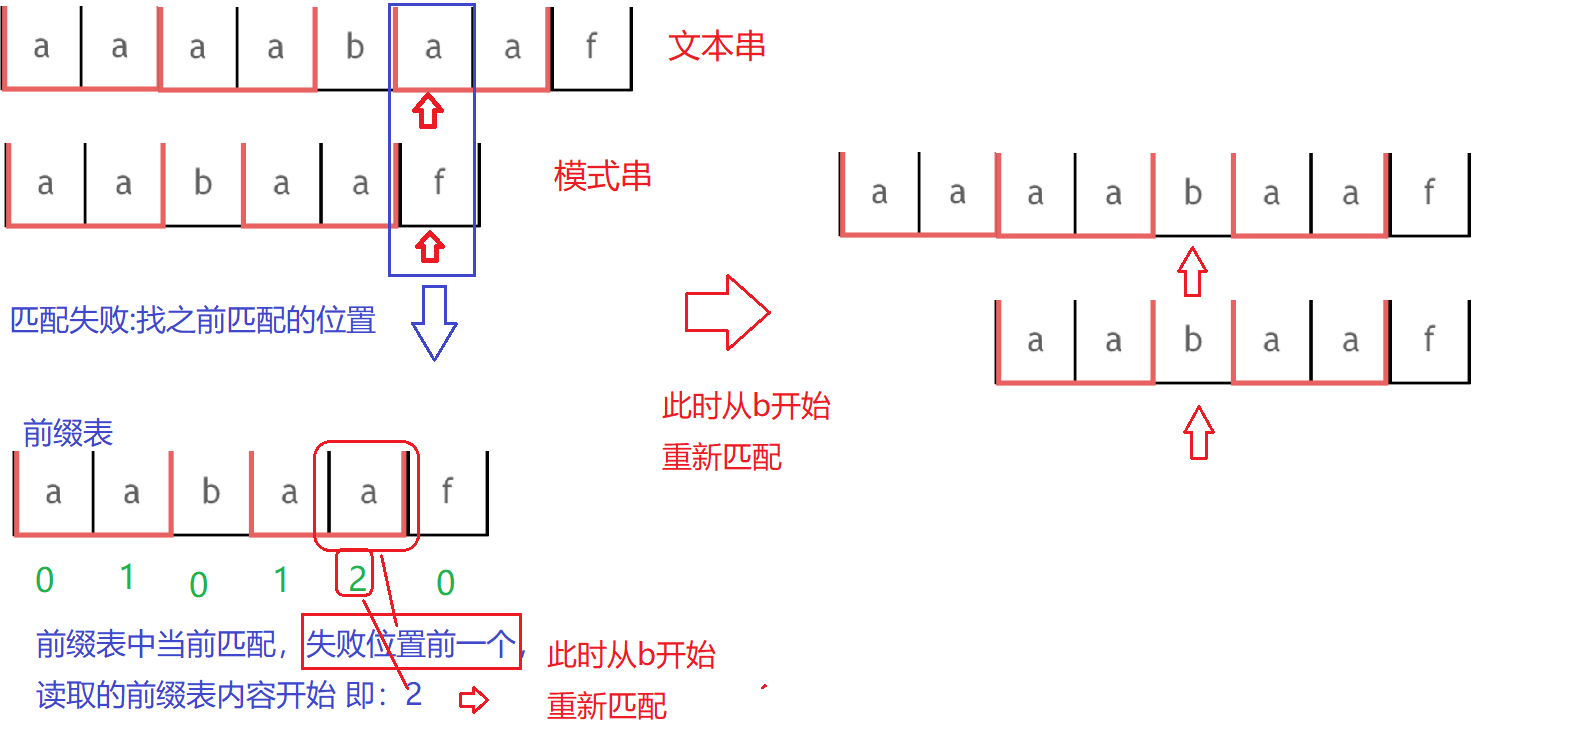 a a a a b a a f 文本串
a a b a a f 模式串
匹配失败:找之前匹配的位置
前缀表
a a b a a f
0 1 0 1 2 0
前缀表中当前匹配，失败位置前一个，
读取的前缀表内容开始 即：2
此时从b开始
重新匹配
a a a a b a a f
a a b a a f
此时从b开始
重新匹配